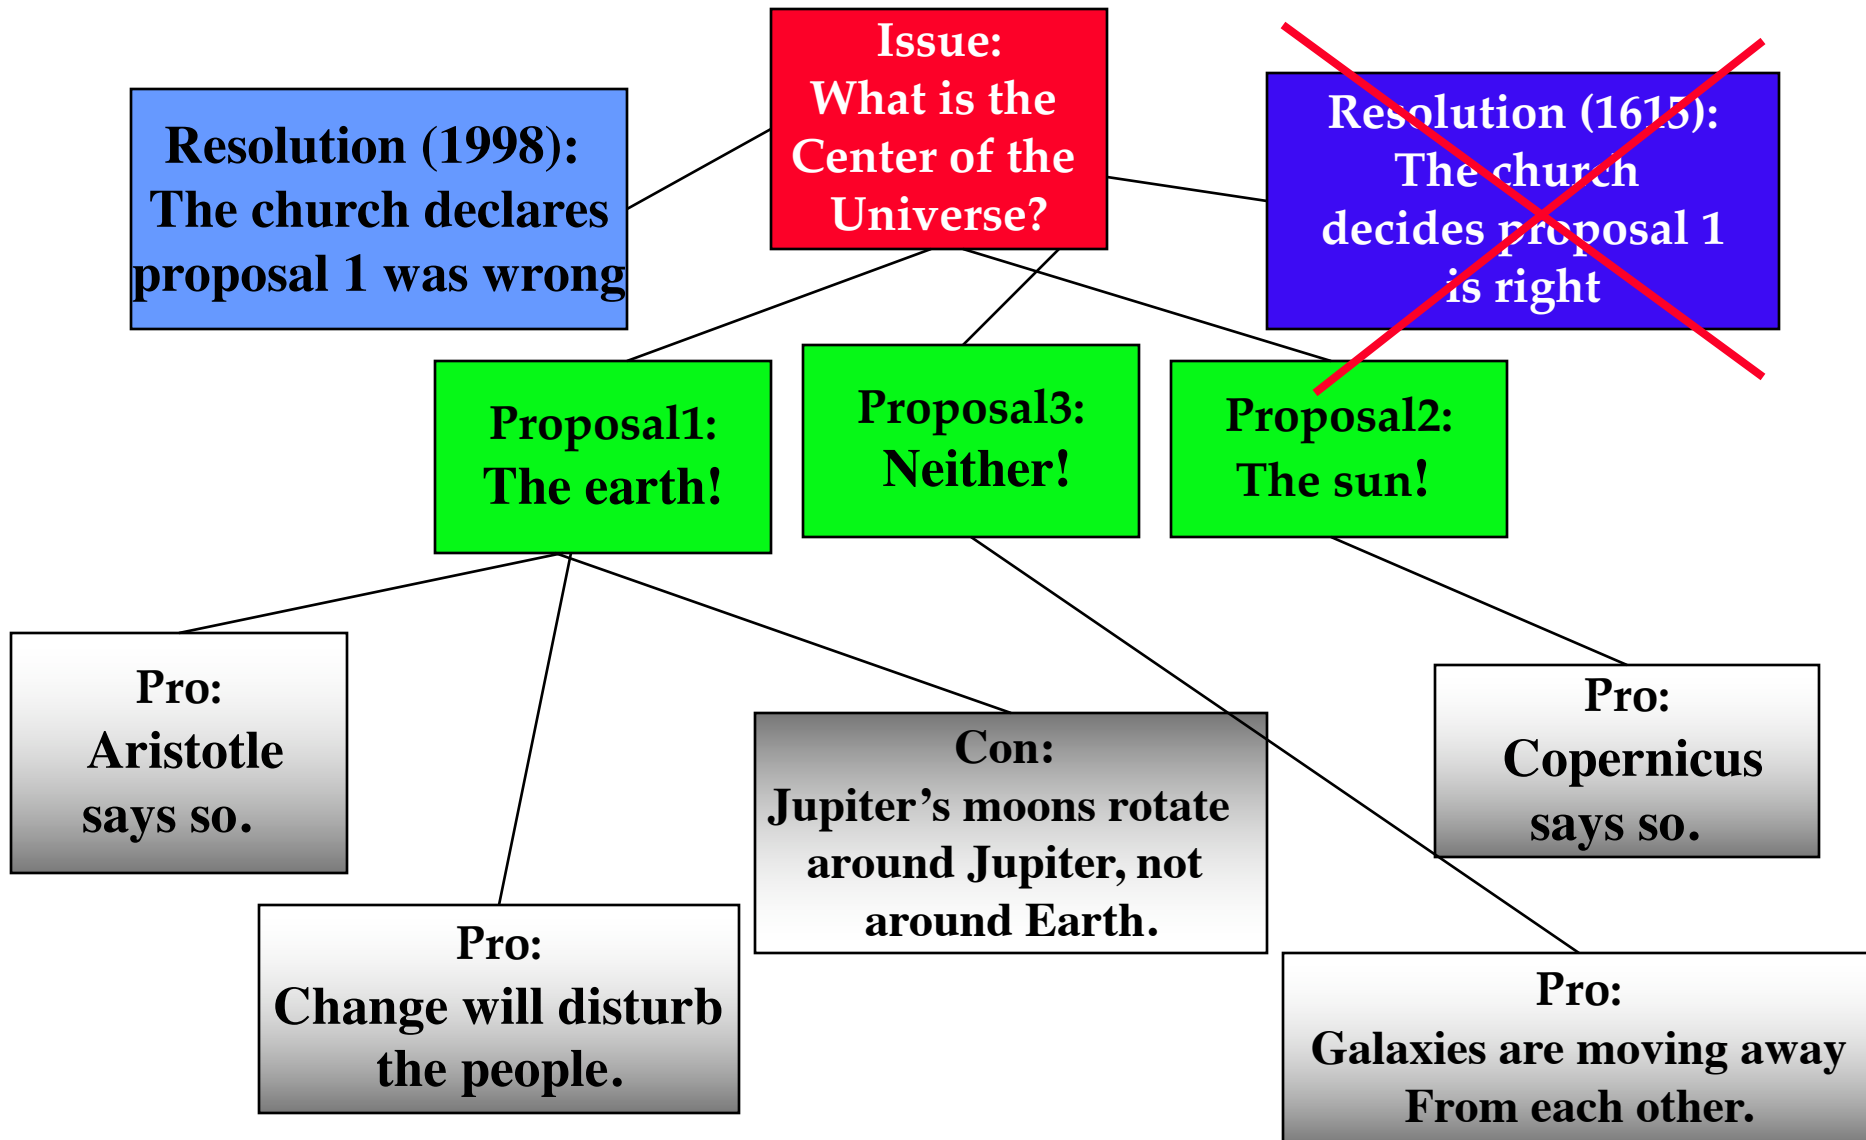 Issue:
What is the
Center of the
Universe?
Resolution (1998):
The church declares
proposal 1 was wrong
Resolution (1615):
The church
decides proposal 1
is right
Proposal1:
The earth!
Proposal3:
Neither!
Proposal2:
The sun!
Pro:
Aristotle
says so.
Pro:
Change will disturb
the people.
Con:
Jupiter’s moons rotate
around Jupiter, not
around Earth.
Pro:
Copernicus
says so.
Pro:
Galaxies are moving away
From each other.